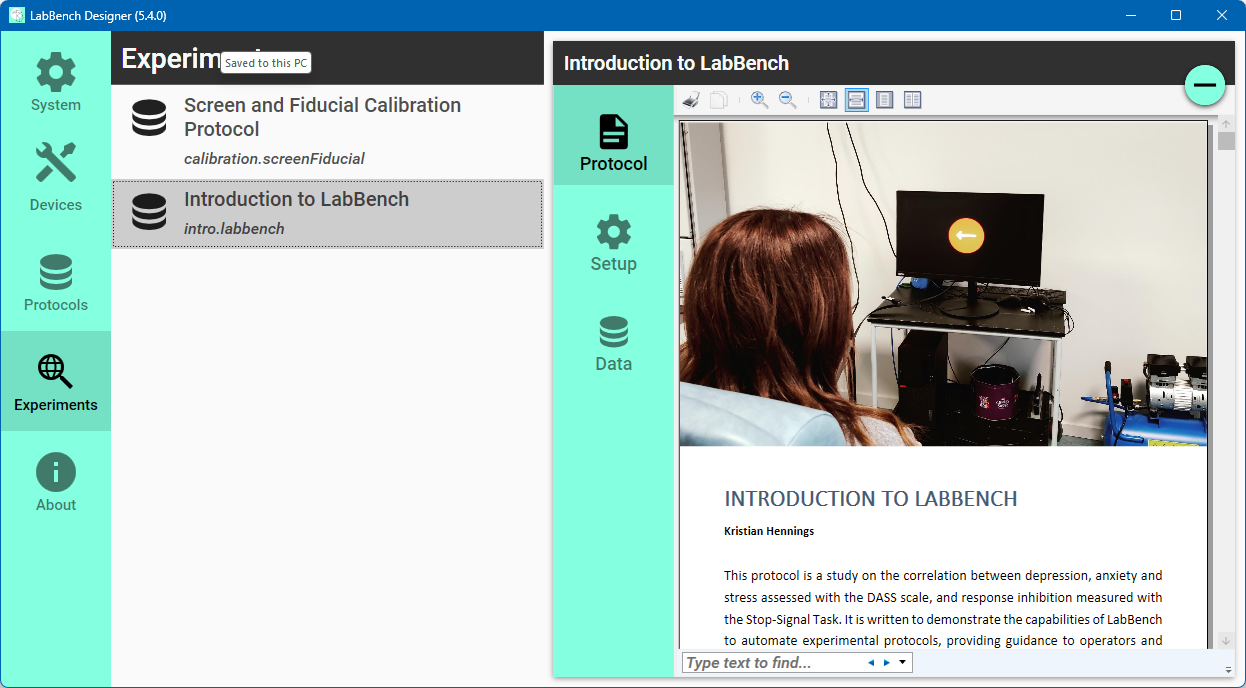 LabBench Designer (5.4.0)
System
Devices
Protocols
Experiments
About
Experim
Saved to this PC
Screen and Fiducial Calibration
Protocol
calibration.screenFiducial
Introduction to LabBench
intro.labbench
Introduction to LabBench
Protocol
Setup
Data
INTRODUCTION TO LABBENCH
Kristian Hennings
This protocol is a study on the correlation between depression, anxiety and
stress assessed with the DASS scale, and response inhibition measured with
the Stop-Signal Task. It is written to demonstrate the capabilities of LabBench
to automate experimental protocols, providing guidance to operators and
Type text to find...